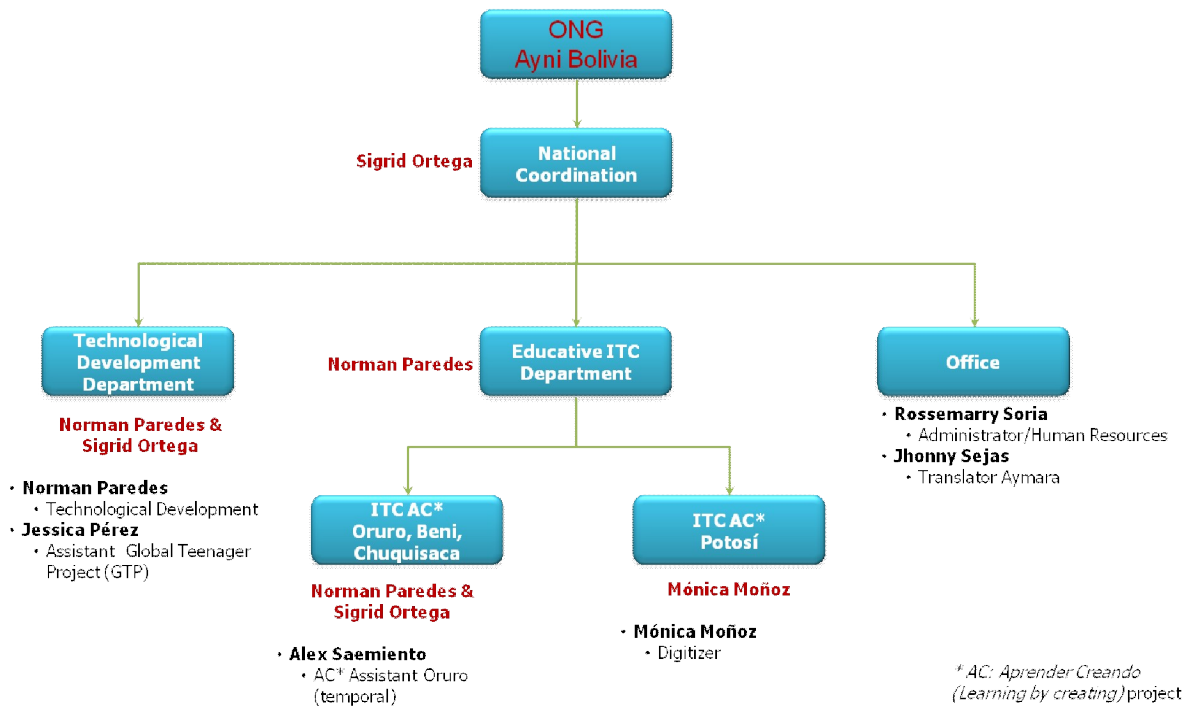 ONG
Ayni Bolivia
Sigrid Ortega
National
Coordination
Technological
Development
Department
Norman Paredes &
Sigrid Ortega
• Norman Paredes
• Technological Development
• Jessica Pérez
• Assistant Global Teenager
Project (GTP)
Norman Paredes
Educative ITC
Department
Office
• Rossemarry Soria
• Administrator/Human Resources
• Jhonny Sejas
• Translator Aymara
ITC AC*
Oruro, Beni,
Chuquisaca
Norman Paredes &
Sigrid Ortega
• Alex Saemiento
• AC* Assistant Oruro
(temporal)
ITC AC*
Potosí
Mónica Moñoz
• Mónica Moñoz
• Digitizer
* AC: Aprender Creando
(Learning by creating) project